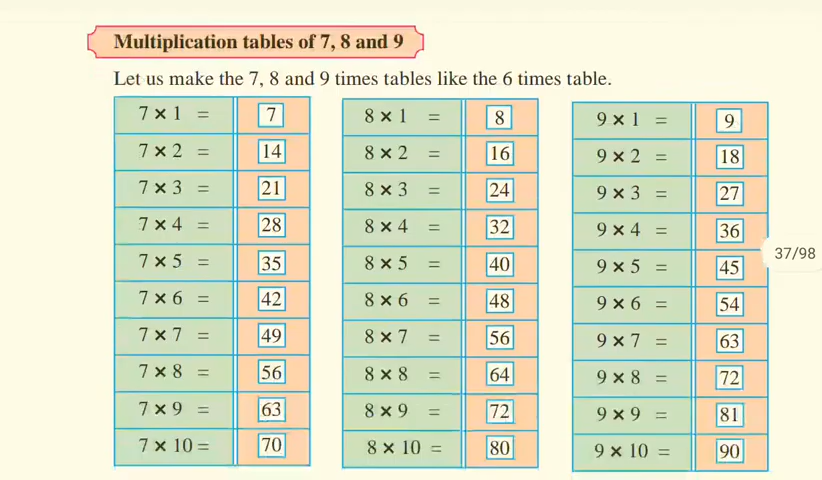 Multiplication tables of 7, 8 and 9
Let us make the 7, 8 and 9 times tables like the 6 times table.
7 × 1 = 7
7 × 2 = 14
7 × 3 = 21
7 × 4 = 28
7 × 5 = 35
7 × 6 = 42
7 × 7 = 49
7 × 8 = 56
7 × 9 = 63
7 × 10 = 70
8 × 1 = 8
8 × 2 = 16
8 × 3 = 24
8 × 4 = 32
8 × 5 = 40
8 × 6 = 48
8 × 7 = 56
8 × 8 = 64
8 × 9 = 72
8 × 10 = 80
9 × 1 = 9
9 × 2 = 18
9 × 3 = 27
9 × 4 = 36
9 × 5 = 45
9 × 6 = 54
9 × 7 = 63
9 × 8 = 72
9 × 9 = 81
9 × 10 = 90
37/98